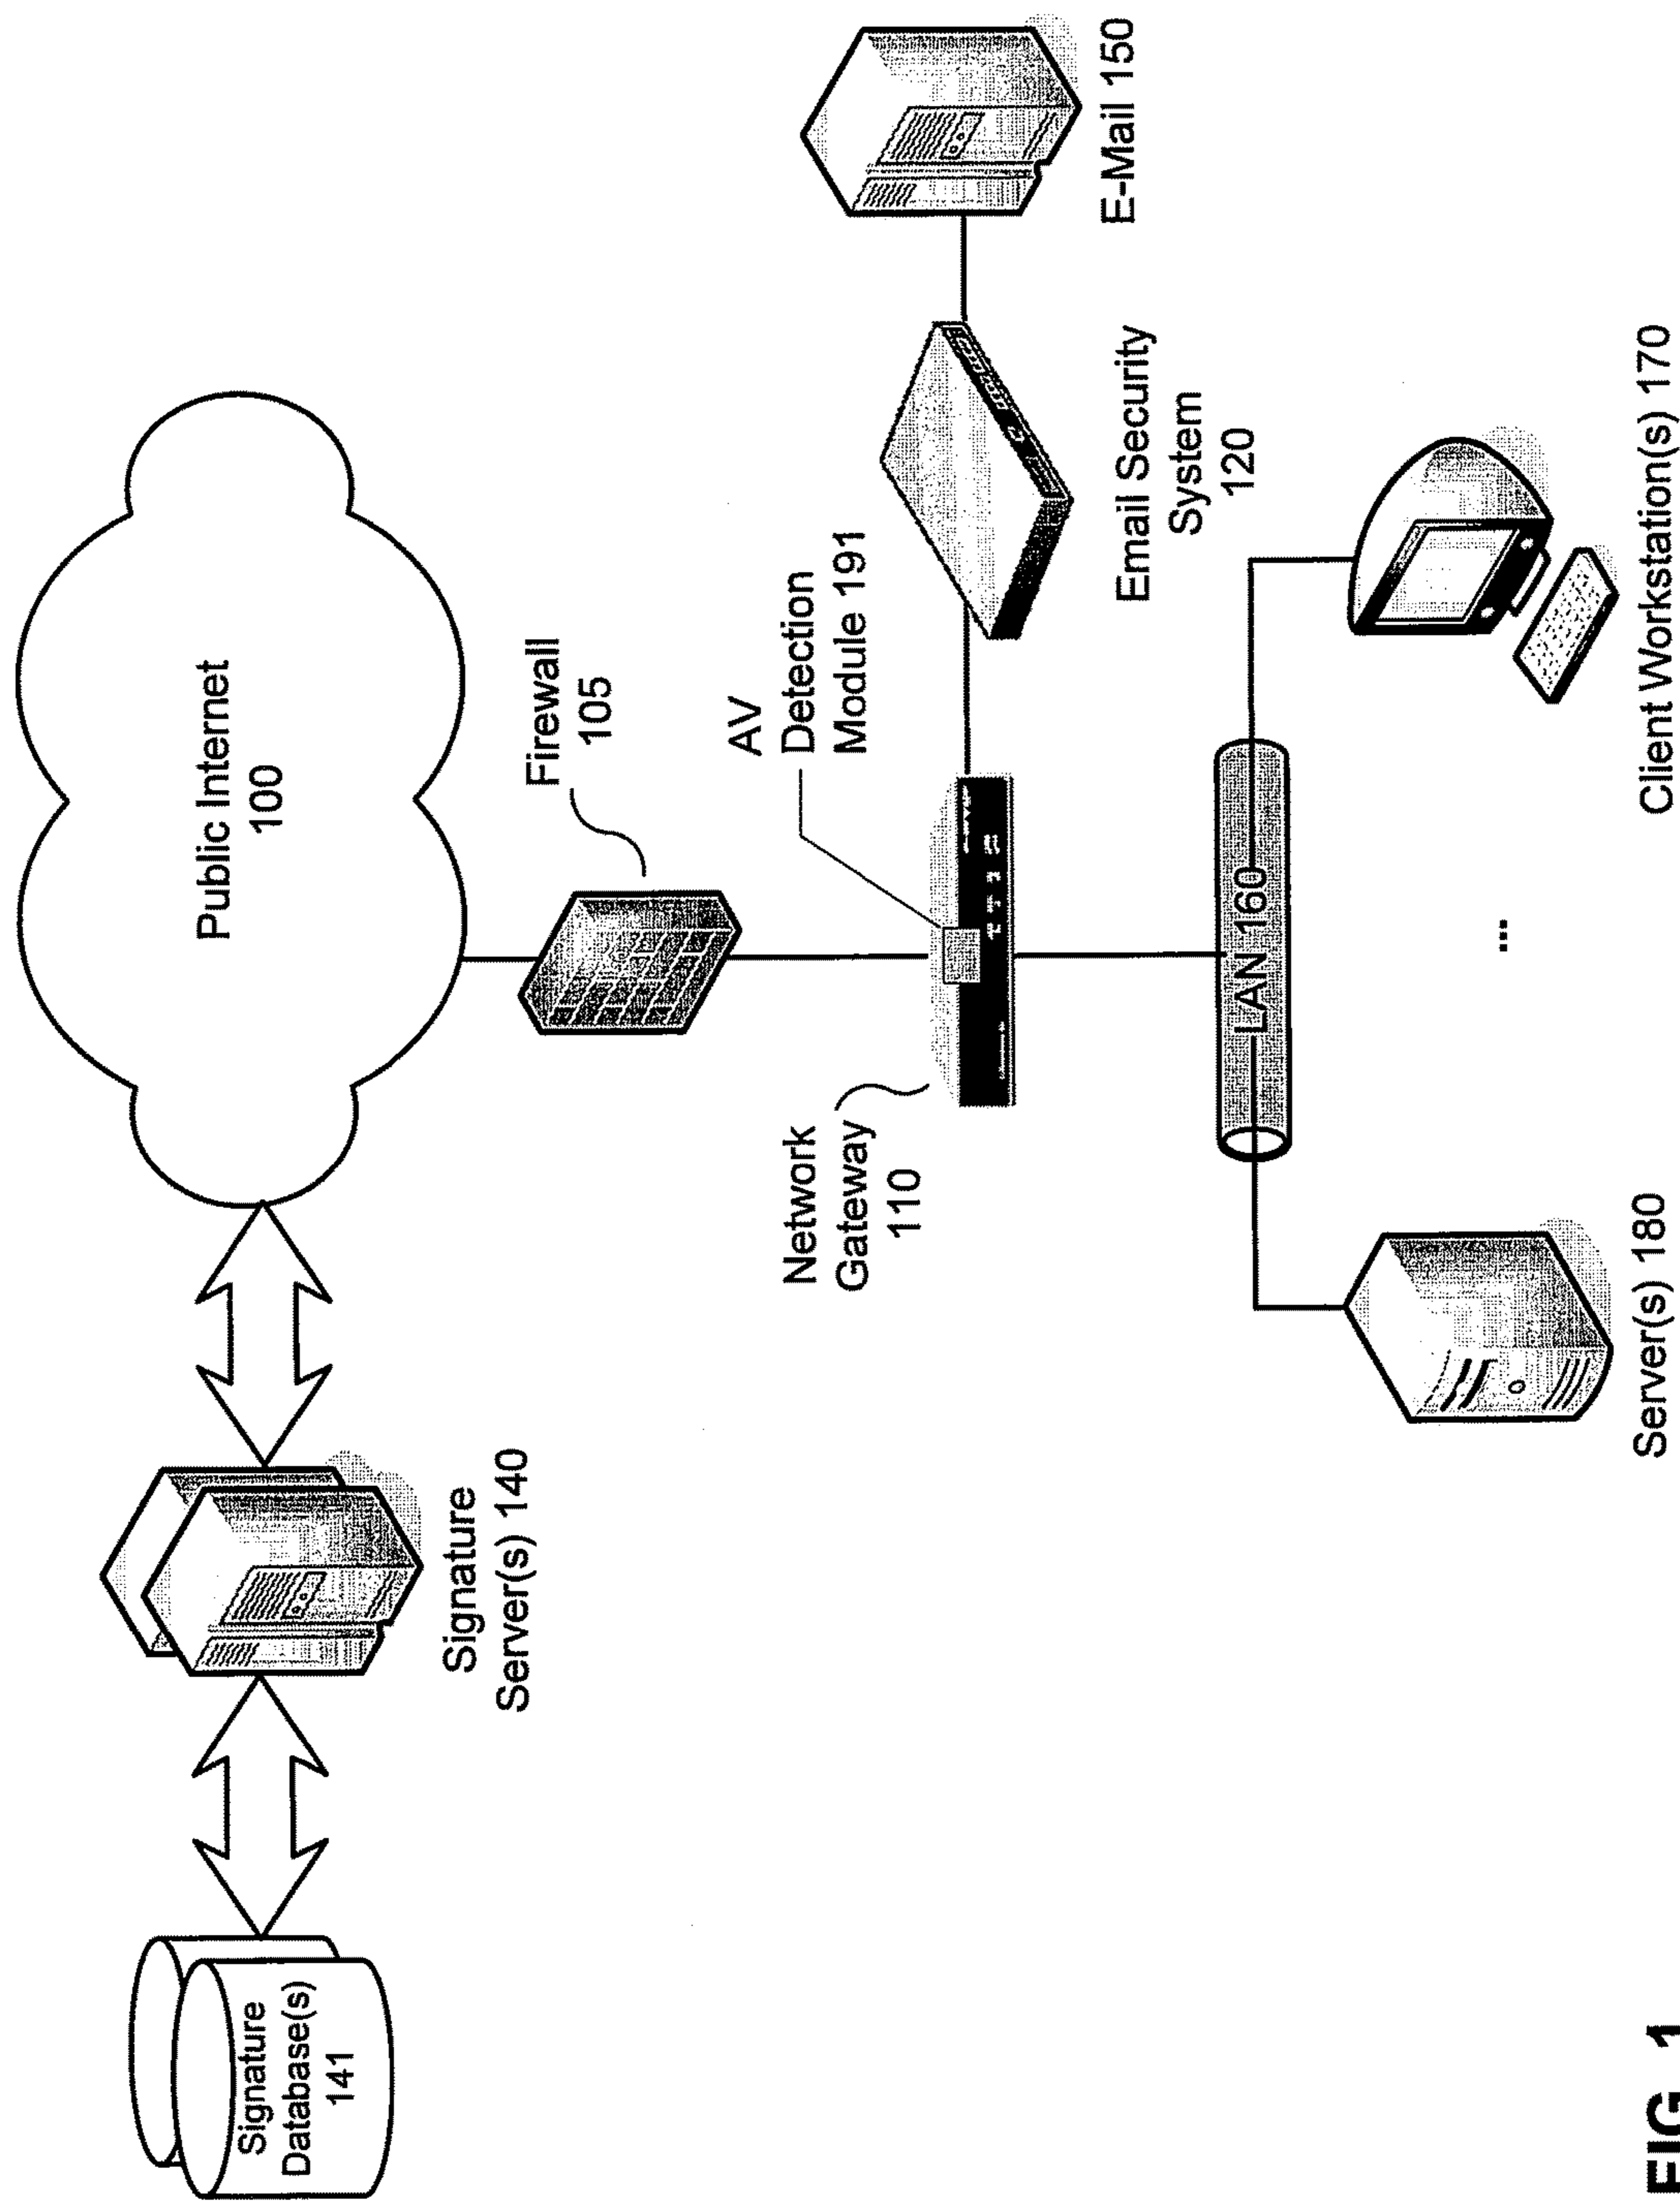 Public Internet
100
Signature
Database(s)
141
Signature
Server(s) 140
Firewall
105
AV
Detection
Module 191
Network
Gateway
110
E-Mail 150
Email Security
System
120
LAN 160
...
Server(s) 180
Client Workstation(s) 170
FIG. 1